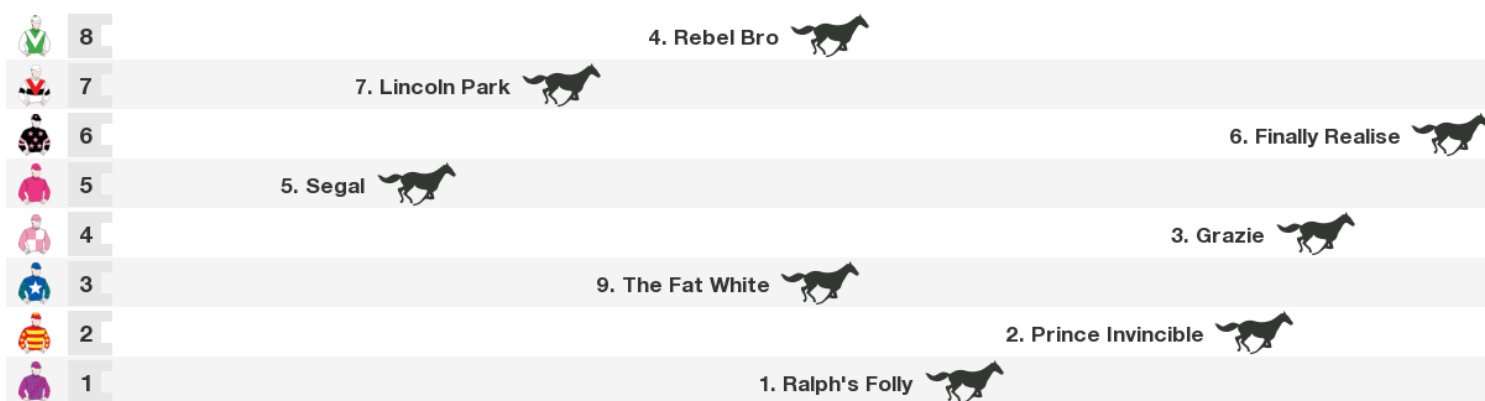 8 4. Rebel Bro
7 7. Lincoln Park
6 6. Finally Realise
5 5. Segal
4 3. Grazie
3 9. The Fat White
2 2. Prince Invincible
1 1. Ralph's Folly